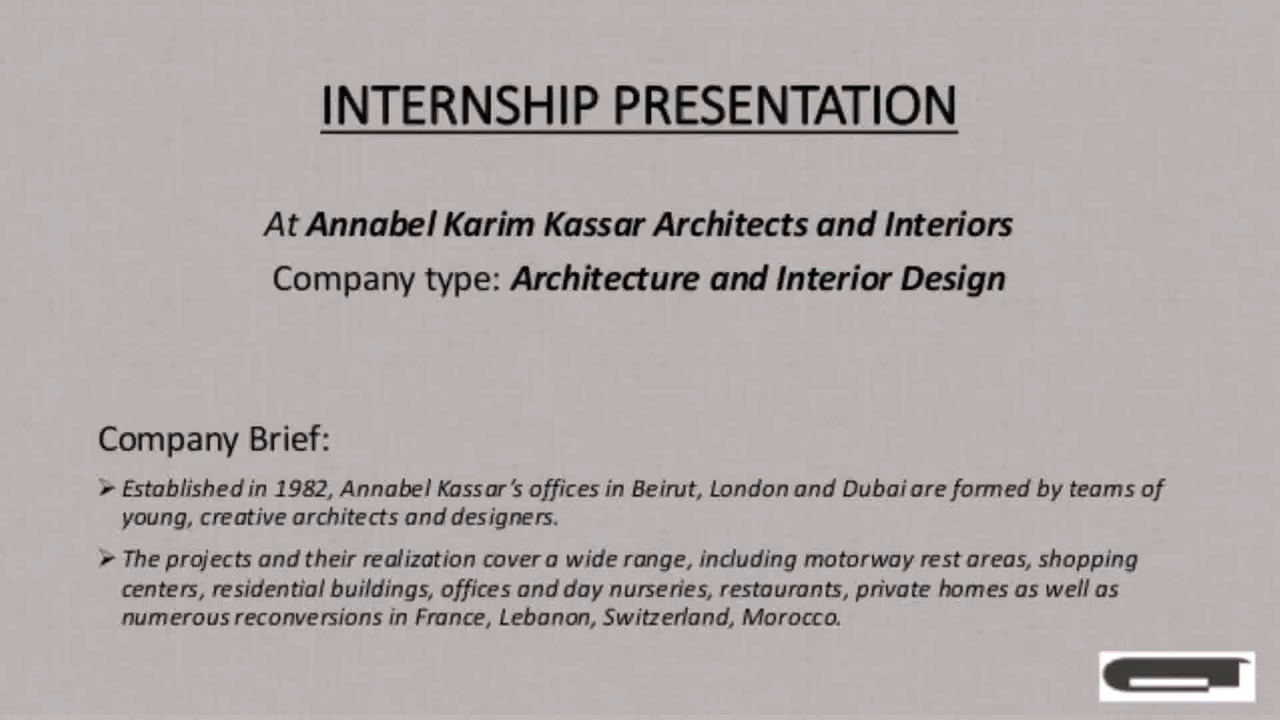 INTERNSHIP PRESENTATION
At Annabel Karim Kassar Architects and Interiors
Company type: Architecture and Interior Design
Company Brief:
➢ Established in 1982, Annabel Kassar’s offices in Beirut, London and Dubai are formed by teams of
young, creative architects and designers.
➢ The projects and their realization cover a wide range, including motorway rest areas, shopping
centers, residential buildings, offices and day nurseries, restaurants, private homes as well as
numerous reconversions in France, Lebanon, Switzerland, Morocco.